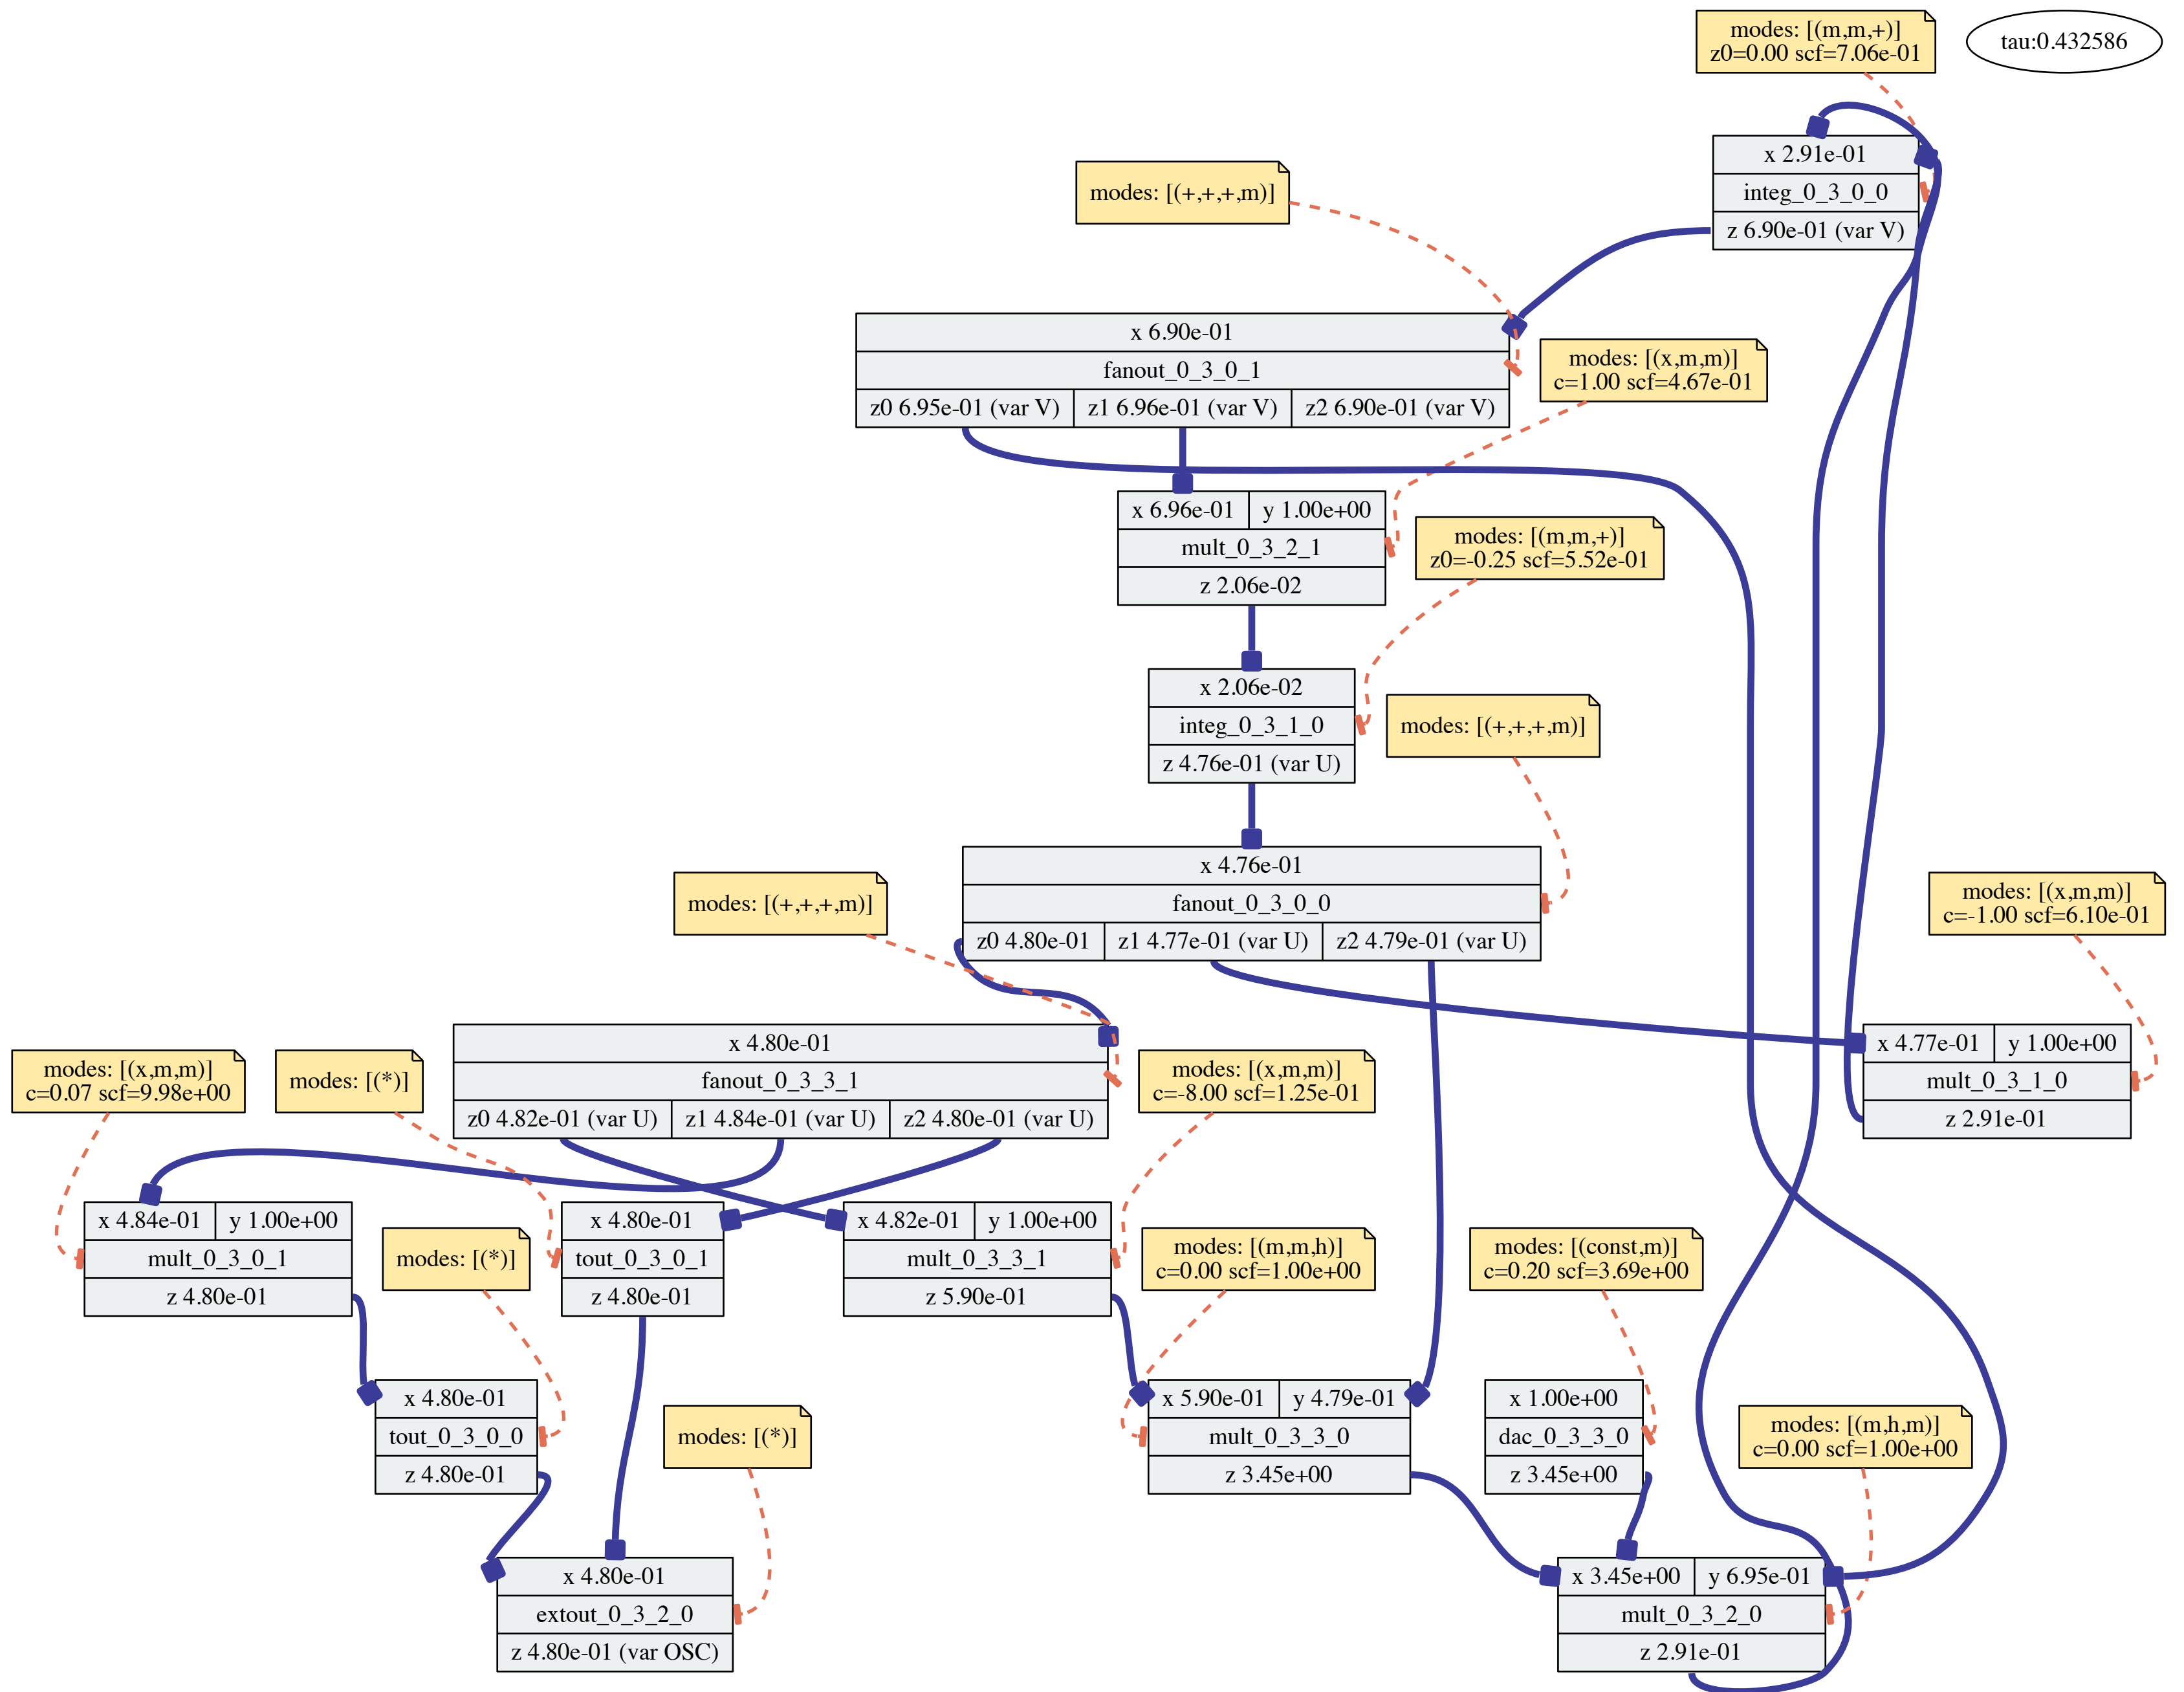 modes: [(m,m,+)]
z0=0.00 scf=7.06e-01
tau:0.432586
x 2.91e-01
integ_0_3_0_0
z 6.90e-01 (var V)
modes: [(+,+,+,m)]
x 6.90e-01
fanout_0_3_0_1
z0 6.95e-01 (var V) z1 6.96e-01 (var V) z2 6.90e-01 (var V)
modes: [(x,m,m)]
c=1.00 scf=4.67e-01
x 6.96e-01 y 1.00e+00
mult_0_3_2_1
z 2.06e-02
modes: [(m,m,+)]
z0=-0.25 scf=5.52e-01
x 2.06e-02
integ_0_3_1_0
z 4.76e-01 (var U)
modes: [(+,+,+,m)]
x 4.76e-01
fanout_0_3_0_0
z0 4.80e-01 z1 4.77e-01 (var U) z2 4.79e-01 (var U)
modes: [(+,+,+,m)]
modes: [(x,m,m)]
c=-1.00 scf=6.10e-01
x 4.80e-01
fanout_0_3_3_1
z0 4.82e-01 (var U) z1 4.84e-01 (var U) z2 4.80e-01 (var U)
x 4.77e-01 y 1.00e+00
mult_0_3_1_0
z 2.91e-01
modes: [(x,m,m)]
c=0.07 scf=9.98e+00
modes: [(*)]
modes: [(x,m,m)]
c=-8.00 scf=1.25e-01
x 4.84e-01 y 1.00e+00
mult_0_3_0_1
z 4.80e-01
modes: [(*)]
x 4.80e-01
tout_0_3_0_1
z 4.80e-01
x 4.82e-01 y 1.00e+00
mult_0_3_3_1
z 5.90e-01
modes: [(m,m,h)]
c=0.00 scf=1.00e+00
modes: [(const,m)]
c=0.20 scf=3.69e+00
x 4.80e-01
tout_0_3_0_0
z 4.80e-01
modes: [(*)]
x 5.90e-01 y 4.79e-01
mult_0_3_3_0
z 3.45e+00
x 1.00e+00
dac_0_3_3_0
z 3.45e+00
modes: [(m,h,m)]
c=0.00 scf=1.00e+00
x 4.80e-01
extout_0_3_2_0
z 4.80e-01 (var OSC)
x 3.45e+00 y 6.95e-01
mult_0_3_2_0
z 2.91e-01